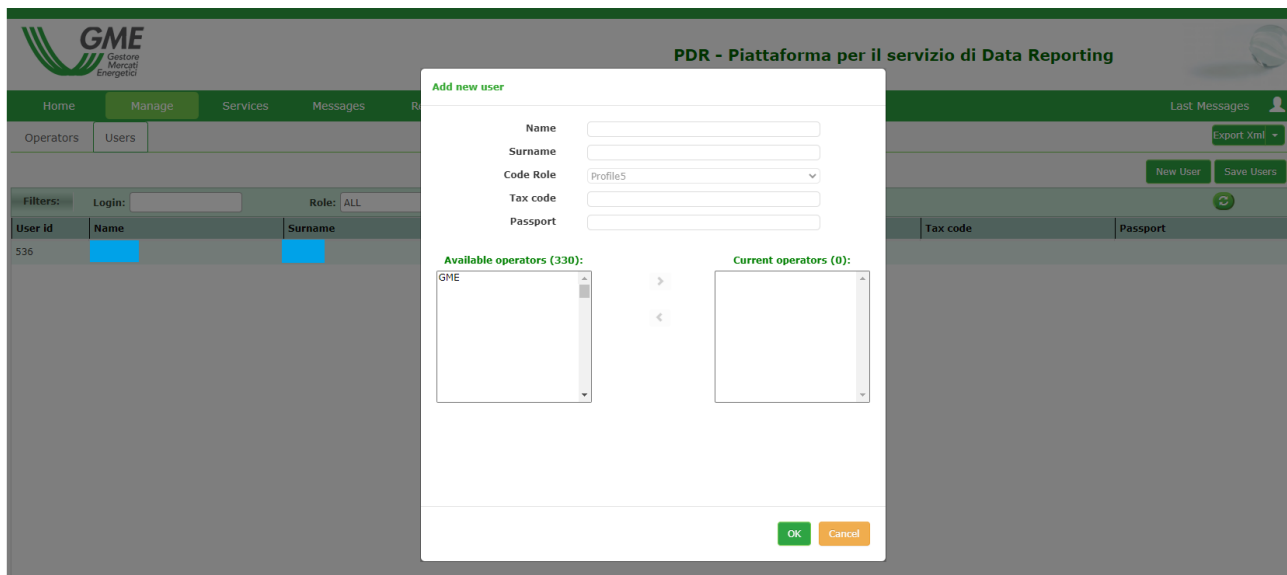 GME
Gestore
Mercati
Energetici
PDR - Piattaforma per il servizio di Data Reporting
Home Manage Services Messages Last Messages
Operators Users Export Xml
New User Save Users
Filters: Login: Role: ALL
User id Name Surname Tax code Passport
536
Add new user
Name
Surname
Code Role Profile5
Tax code
Passport
Available operators (330): Current operators (0):
GME
OK Cancel